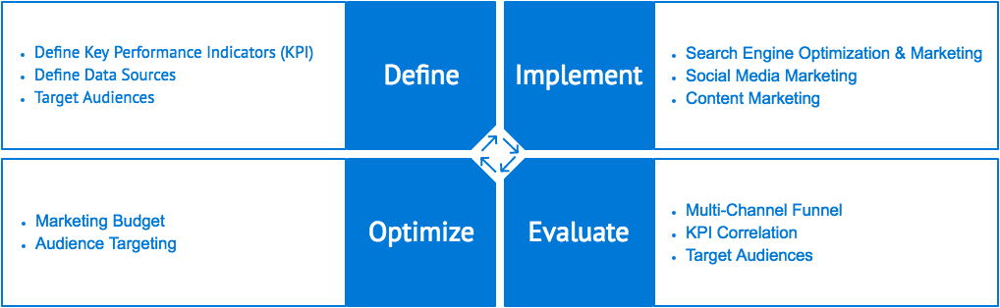 Define Key Performance Indicators (KPI)
Define Data Sources
Target Audiences
Define
Implement
Search Engine Optimization & Marketing
Social Media Marketing
Content Marketing
Marketing Budget
Audience Targeting
Optimize
Evaluate
Multi-Channel Funnel
KPI Correlation
Target Audiences